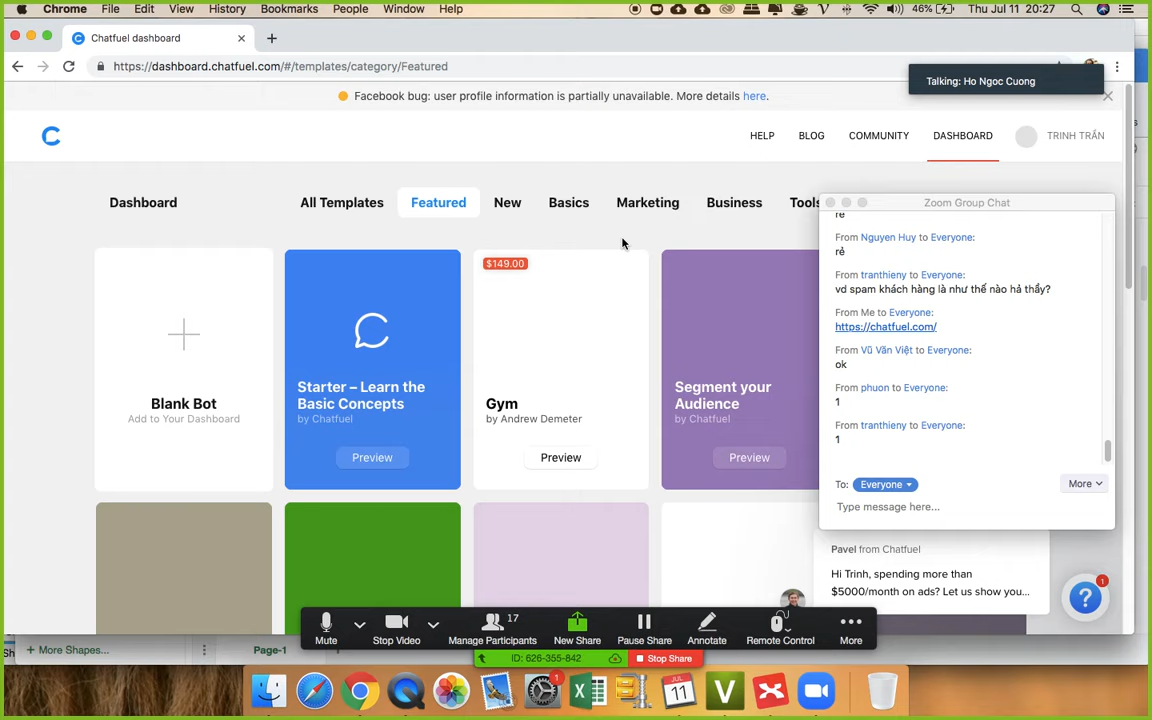 Chrome File Edit View History Bookmarks People Window Help
46% Thu Jul 11 20:27
Chatfuel dashboard
https://dashboard.chatfuel.com/#/templates/category/Featured
Talking: Ho Ngoc Cuong
Facebook bug: user profile information is partially unavailable. More details here.
HELP BLOG COMMUNITY DASHBOARD TRINH TRẦN
Dashboard All Templates Featured New Basics Marketing Business Tools
Blank Bot
Add to Your Dashboard
Starter – Learn the
Basic Concepts
by Chatfuel
Preview
$149.00
Gym
by Andrew Demeter
Preview
Segment your
Audience
by Chatfuel
Preview
Zoom Group Chat
rẻ
From Nguyen Huy to Everyone:
rẻ
From tranthieny to Everyone:
vd spam khách hàng là như thế nào hả thầy?
From Me to Everyone:
https://chatfuel.com/
From Vũ Văn Việt to Everyone:
ok
From phuon to Everyone:
1
From tranthieny to Everyone:
1
To: Everyone
More
Type message here...
Pavel from Chatfuel
Hi Trinh, spending more than
$5000/month on ads? Let us show you...
1
?
17
Mute Stop Video Manage Participants New Share Pause Share Annotate Remote Control More
ID: 626-355-842 Stop Share
+ More Shapes...
Page-1
1
JUL
11